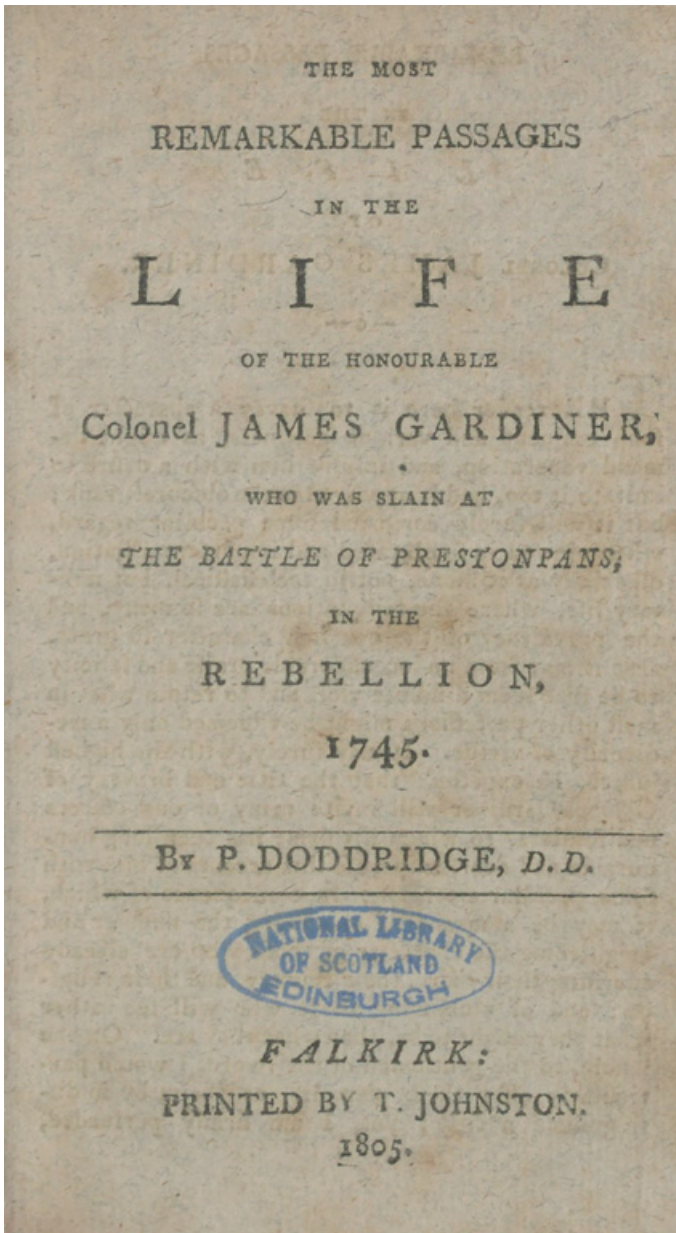 THE MOST
REMARKABLE PASSAGES
IN THE
LIFE
OF THE HONOURABLE
Colonel JAMES GARDINER,
WHO WAS SLAIN AT
THE BATTLE OF PRESTONPANS,
IN THE
REBELLION,
1745.
BY P. DODDRIDGE, D.D.
NATIONAL LIBRARY
OF SCOTLAND
EDINBURGH
FALKIRK:
PRINTED BY T. JOHNSTON.
1805.